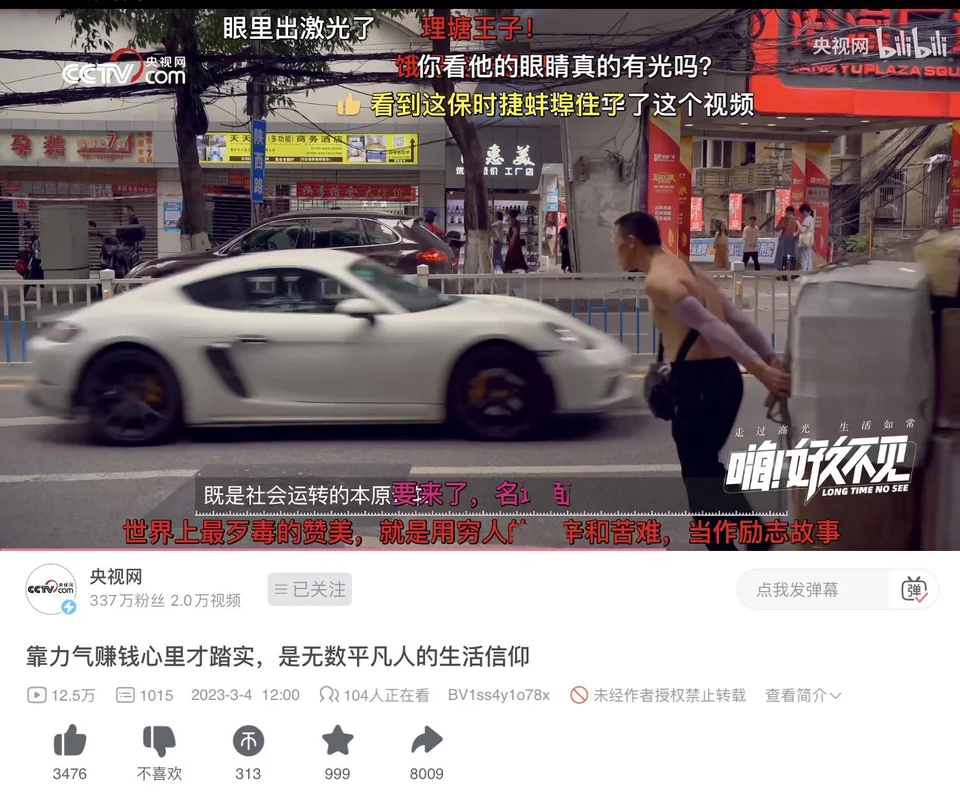 眼里出激光了
理塘王子!
CCTV.com 央视网
央视网 bilibili
你看他的眼睛真的有光吗?
看到这保时捷蚌埠住了
了这个视频
孕婴
天天
(多功能)商务酒店
惠美
工厂店
陕西路
走过高光 生活如常
嗨!好久不见
LONG TIME NO SEE
既是社会运转的本原
要来了,名
世界上最歹毒的赞美,就是用穷人的
辛和苦难,当作励志故事
CCTV.com 央视网
央视网
337万粉丝 2.0万视频
已关注
点我发弹幕
弹
靠力气赚钱心里才踏实,是无数平凡人的生活信仰
12.5万 1015 2023-3-4 12:00 104人正在看 BV1ss4y1o78x 未经作者授权禁止转载 查看简介
3476 不喜欢 313 999 8009